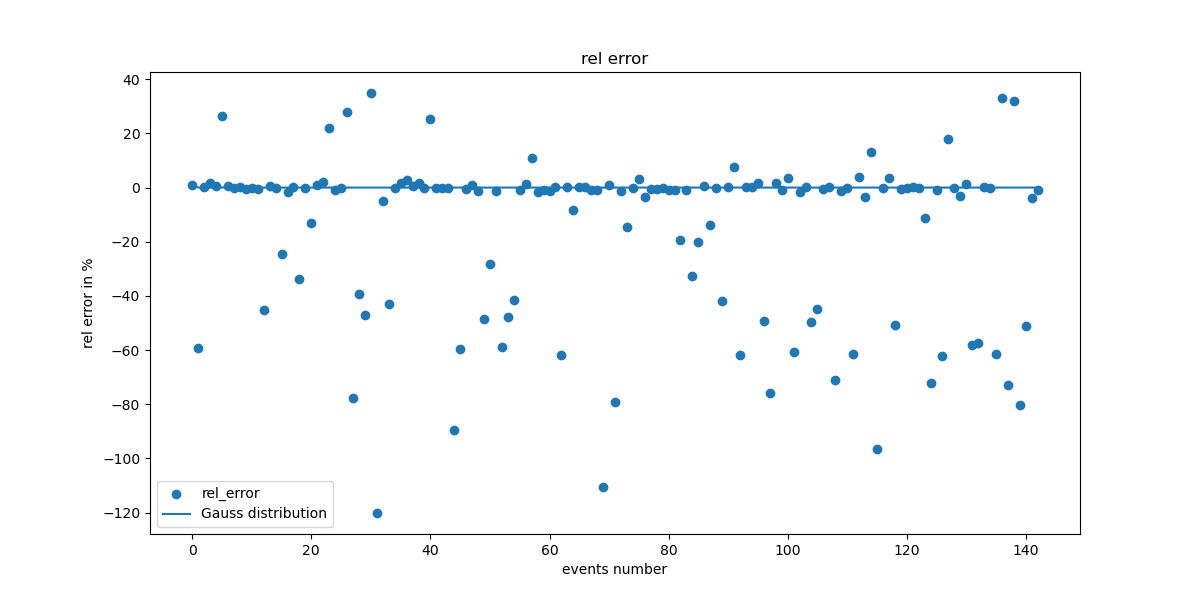 rel error
40
20
0
−20
−40
−60
−80
−100
−120
rel error in %
rel_error
Gauss distribution
0 20 40 60 80 100 120 140
events number